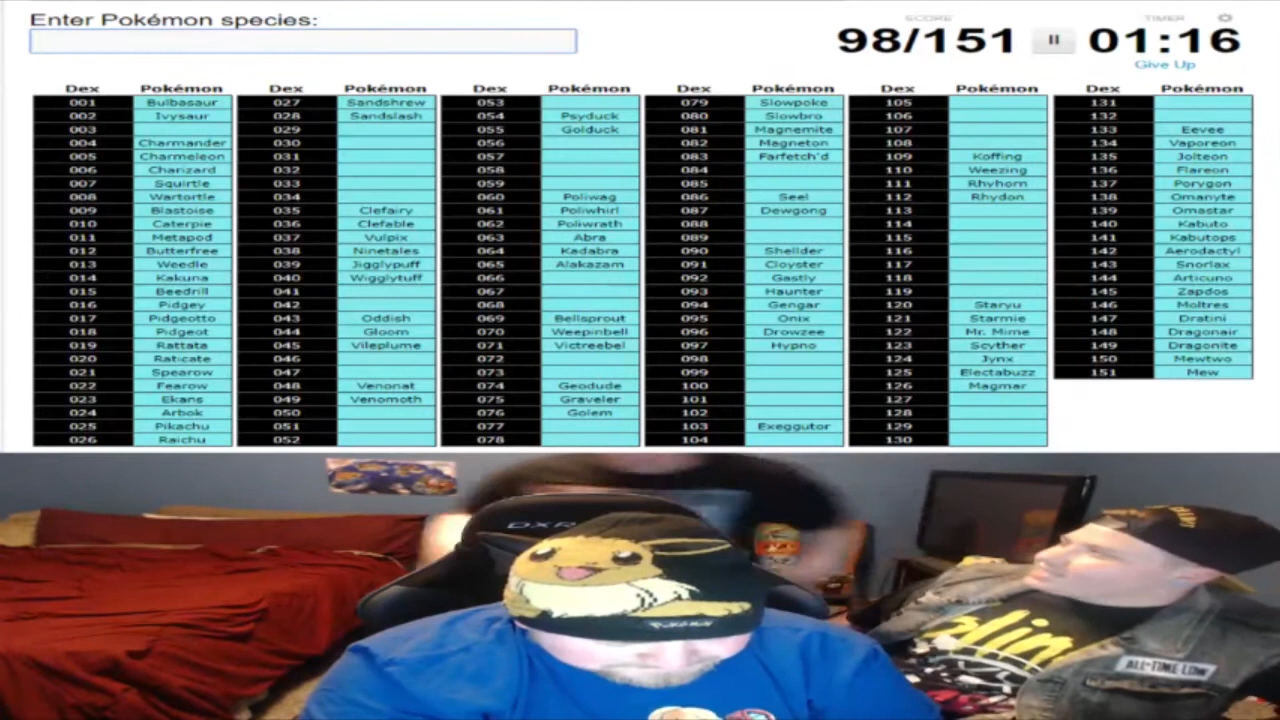 Enter Pokémon species:
SCORE TIMER
98/151 01:16
Give Up
Dex Pokémon Dex Pokémon Dex Pokémon Dex Pokémon Dex Pokémon Dex Pokémon
001 Bulbasaur 027 Sandshrew 053 079 Slowpoke 105 131
002 Ivysaur 028 Sandslash 054 Psyduck 080 Slowbro 106 132
003 029 055 Golduck 081 Magnemite 107 133 Eevee
004 Charmander 030 056 082 Magneton 108 134 Vaporeon
005 Charmeleon 031 057 083 Farfetch'd 109 Koffing 135 Jolteon
006 Charizard 032 058 084 110 Weezing 136 Flareon
007 Squirtle 033 059 085 111 Rhyhorn 137 Porygon
008 Wartortle 034 060 Poliwag 086 Seel 112 Rhydon 138 Omanyte
009 Blastoise 035 Clefairy 061 Poliwhirl 087 Dewgong 113 139 Omastar
010 Caterpie 036 Clefable 062 Poliwrath 088 114 140 Kabuto
011 Metapod 037 Vulpix 063 Abra 089 115 141 Kabutops
012 Butterfree 038 Ninetales 064 Kadabra 090 Shellder 116 142 Aerodactyl
013 Weedle 039 Jigglypuff 065 Alakazam 091 Cloyster 117 143 Snorlax
014 Kakuna 040 Wigglytuff 066 092 Gastly 118 144 Articuno
015 Beedrill 041 067 093 Haunter 119 145 Zapdos
016 Pidgey 042 068 094 Gengar 120 Staryu 146 Moltres
017 Pidgeotto 043 Oddish 069 Bellsprout 095 Onix 121 Starmie 147 Dratini
018 Pidgeot 044 Gloom 070 Weepinbell 096 Drowzee 122 Mr. Mime 148 Dragonair
019 Rattata 045 Vileplume 071 Victreebel 097 Hypno 123 Scyther 149 Dragonite
020 Raticate 046 072 098 124 Jynx 150 Mewtwo
021 Spearow 047 073 099 125 Electabuzz 151 Mew
022 Fearow 048 Venonat 074 Geodude 100 126 Magmar
023 Ekans 049 Venomoth 075 Graveler 101 127
024 Arbok 050 076 Golem 102 128
025 Pikachu 051 077 103 Exeggutor 129
026 Raichu 052 078 104 130
DXR
ALL·TIME LOW